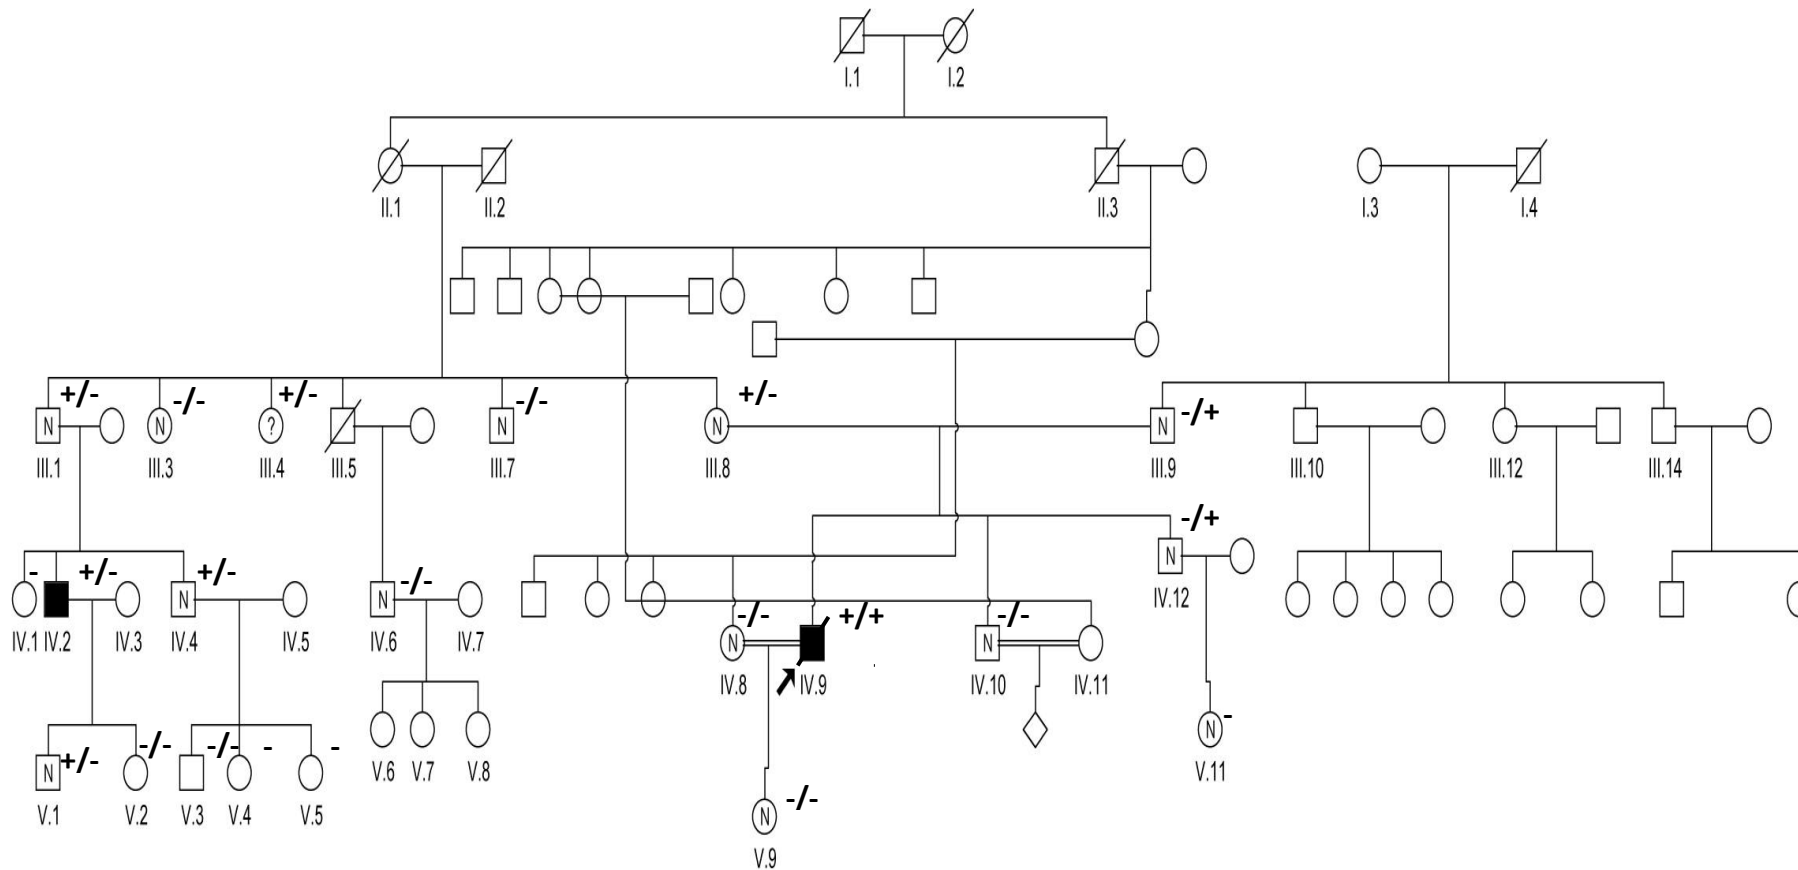 I.1 I.2
II.1 II.2 II.3 I.3 I.4
+/- -/- +/- -/- +/- -/+
N N ? N N N
III.1 III.3 III.4 III.5 III.7 III.8 III.9 III.10 III.12 III.14
-/+
N
IV.12
- +/- +/- -/- -/- +/+ -/-
N N N N
IV.1 IV.2 IV.3 IV.4 IV.5 IV.6 IV.7 IV.8 IV.9 IV.10 IV.11
+/- -/- -/- - - -
N N
V.1 V.2 V.3 V.4 V.5 V.6 V.7 V.8 V.11
-/-
N
V.9